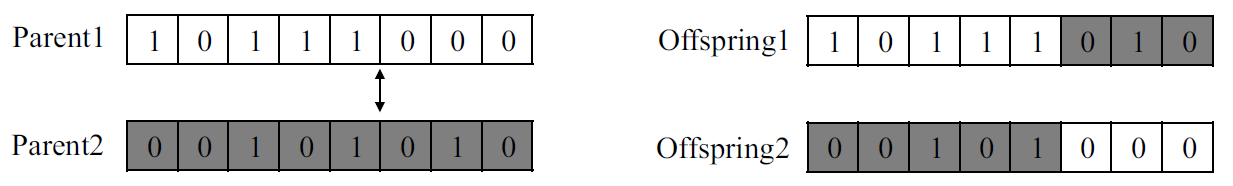 Parent1 1 0 1 1 1 0 0 0 Offspring1 1 0 1 1 1 0 1 0
Parent2 0 0 1 0 1 0 1 0 Offspring2 0 0 1 0 1 0 0 0